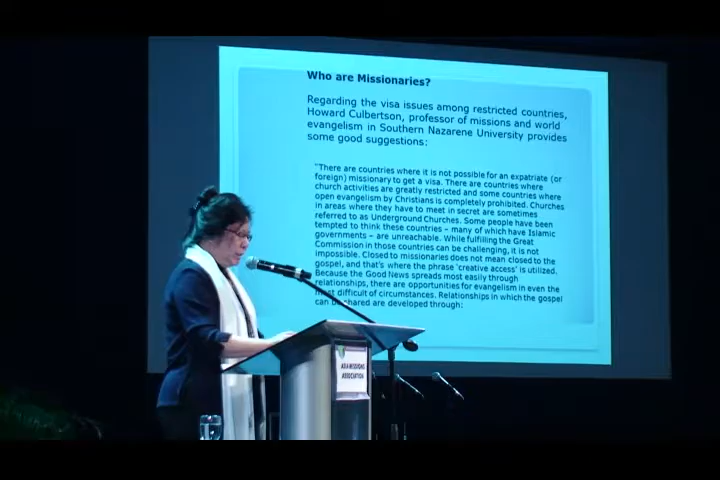 Who are Missionaries?
Regarding the visa issues among restricted countries,
Howard Culbertson, professor of missions and world
evangelism in Southern Nazarene University provides
some good suggestions:
"There are countries where it is not possible for an expatriate (or
foreign) missionary to get a visa. There are countries where
church activities are greatly restricted and some countries where
open evangelism by Christians is completely prohibited. Churches
in areas where they have to meet in secret are sometimes
referred to as Underground Churches. Some people have been
tempted to think these countries – many of which have Islamic
governments – are unreachable. While fulfilling the Great
Commission in those countries can be challenging, it is not
impossible. Closed to missionaries does not mean closed to the
gospel, and that's where the phrase 'creative access' is utilized.
Because the Good News spreads most easily through
relationships, there are opportunities for evangelism in even the
most difficult of circumstances. Relationships in which the gospel
can be shared are developed through:
ASIA MISSIONS
ASSOCIATION